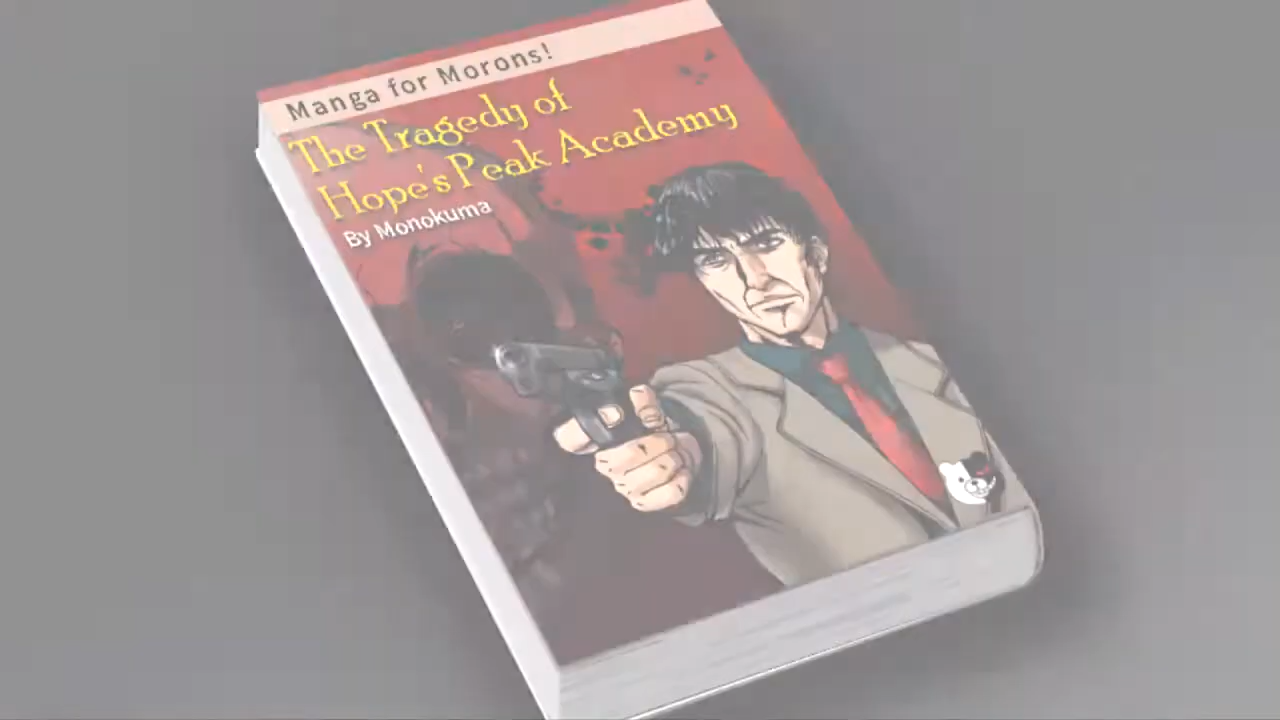 Manga for Morons!
The Tragedy of
Hope's Peak Academy
By Monokuma